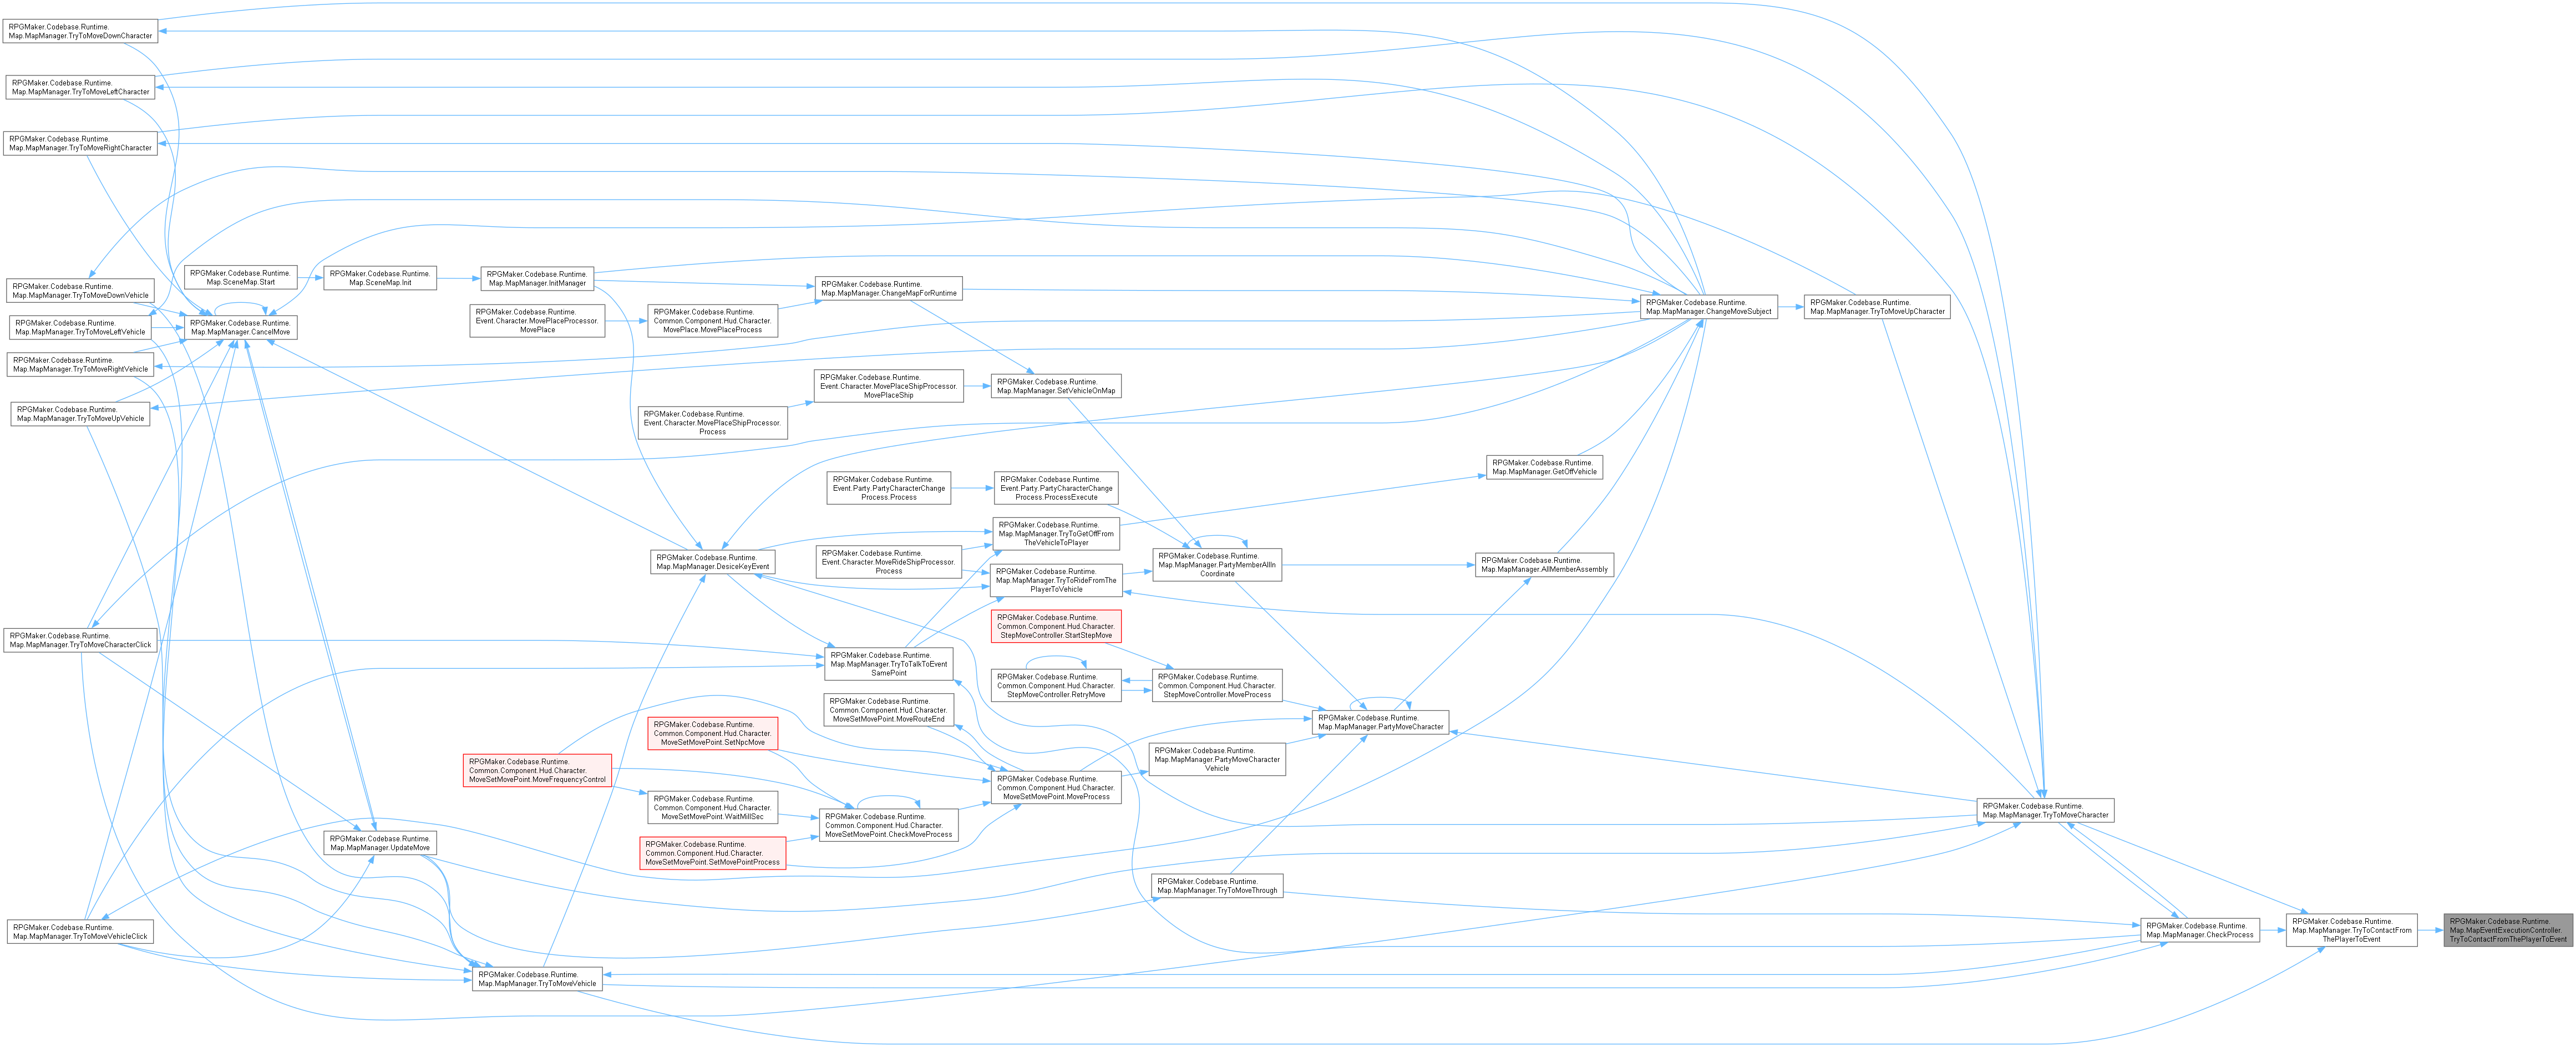 RPGMaker.Codebase.Runtime.
Map.MapManager.TryToMoveDownCharacter
RPGMaker.Codebase.Runtime.
Map.MapManager.TryToMoveLeftCharacter
RPGMaker.Codebase.Runtime.
Map.MapManager.TryToMoveRightCharacter
RPGMaker.Codebase.Runtime.
Map.MapManager.TryToMoveDownVehicle
RPGMaker.Codebase.Runtime.
Map.MapManager.TryToMoveLeftVehicle
RPGMaker.Codebase.Runtime.
Map.MapManager.TryToMoveRightVehicle
RPGMaker.Codebase.Runtime.
Map.MapManager.TryToMoveUpVehicle
RPGMaker.Codebase.Runtime.
Map.MapManager.TryToMoveCharacterClick
RPGMaker.Codebase.Runtime.
Map.MapManager.TryToMoveVehicleClick
RPGMaker.Codebase.Runtime.
Map.SceneMap.Start
RPGMaker.Codebase.Runtime.
Map.MapManager.CancelMove
RPGMaker.Codebase.Runtime.
Map.SceneMap.Init
RPGMaker.Codebase.Runtime.
Map.MapManager.UpdateMove
RPGMaker.Codebase.Runtime.
Map.MapManager.InitManager
RPGMaker.Codebase.Runtime.
Event.Character.MovePlaceProcessor.
MovePlace
RPGMaker.Codebase.Runtime.
Common.Component.Hud.Character.
MoveSetMovePoint.MoveFrequencyControl
RPGMaker.Codebase.Runtime.
Map.MapManager.TryToMoveVehicle
RPGMaker.Codebase.Runtime.
Common.Component.Hud.Character.
MovePlace.MovePlaceProcess
RPGMaker.Codebase.Runtime.
Event.Character.MovePlaceShipProcessor.
Process
RPGMaker.Codebase.Runtime.
Map.MapManager.DesiceKeyEvent
RPGMaker.Codebase.Runtime.
Common.Component.Hud.Character.
MoveSetMovePoint.SetNpcMove
RPGMaker.Codebase.Runtime.
Common.Component.Hud.Character.
MoveSetMovePoint.WaitMillSec
RPGMaker.Codebase.Runtime.
Common.Component.Hud.Character.
MoveSetMovePoint.SetMovePointProcess
RPGMaker.Codebase.Runtime.
Map.MapManager.ChangeMapForRuntime
RPGMaker.Codebase.Runtime.
Event.Character.MovePlaceShipProcessor.
MovePlaceShip
RPGMaker.Codebase.Runtime.
Event.Party.PartyCharacterChange
Process.Process
RPGMaker.Codebase.Runtime.
Event.Character.MoveRideShipProcessor.
Process
RPGMaker.Codebase.Runtime.
Map.MapManager.TryToTalkToEvent
SamePoint
RPGMaker.Codebase.Runtime.
Common.Component.Hud.Character.
MoveSetMovePoint.MoveRouteEnd
RPGMaker.Codebase.Runtime.
Common.Component.Hud.Character.
MoveSetMovePoint.CheckMoveProcess
RPGMaker.Codebase.Runtime.
Map.MapManager.SetVehicleOnMap
RPGMaker.Codebase.Runtime.
Event.Party.PartyCharacterChange
Process.ProcessExecute
RPGMaker.Codebase.Runtime.
Map.MapManager.TryToGetOffFrom
TheVehicleToPlayer
RPGMaker.Codebase.Runtime.
Map.MapManager.TryToRideFromThe
PlayerToVehicle
RPGMaker.Codebase.Runtime.
Common.Component.Hud.Character.
StepMoveController.StartStepMove
RPGMaker.Codebase.Runtime.
Common.Component.Hud.Character.
StepMoveController.RetryMove
RPGMaker.Codebase.Runtime.
Common.Component.Hud.Character.
MoveSetMovePoint.MoveProcess
RPGMaker.Codebase.Runtime.
Map.MapManager.PartyMemberAllIn
Coordinate
RPGMaker.Codebase.Runtime.
Common.Component.Hud.Character.
StepMoveController.MoveProcess
RPGMaker.Codebase.Runtime.
Map.MapManager.PartyMoveCharacter
Vehicle
RPGMaker.Codebase.Runtime.
Map.MapManager.TryToMoveThrough
RPGMaker.Codebase.Runtime.
Map.MapManager.PartyMoveCharacter
RPGMaker.Codebase.Runtime.
Map.MapManager.GetOffVehicle
RPGMaker.Codebase.Runtime.
Map.MapManager.AllMemberAssembly
RPGMaker.Codebase.Runtime.
Map.MapManager.ChangeMoveSubject
RPGMaker.Codebase.Runtime.
Map.MapManager.TryToMoveUpCharacter
RPGMaker.Codebase.Runtime.
Map.MapManager.TryToMoveCharacter
RPGMaker.Codebase.Runtime.
Map.MapManager.CheckProcess
RPGMaker.Codebase.Runtime.
Map.MapManager.TryToContactFrom
ThePlayerToEvent
RPGMaker.Codebase.Runtime.
Map.MapEventExecutionController.
TryToContactFromThePlayerToEvent